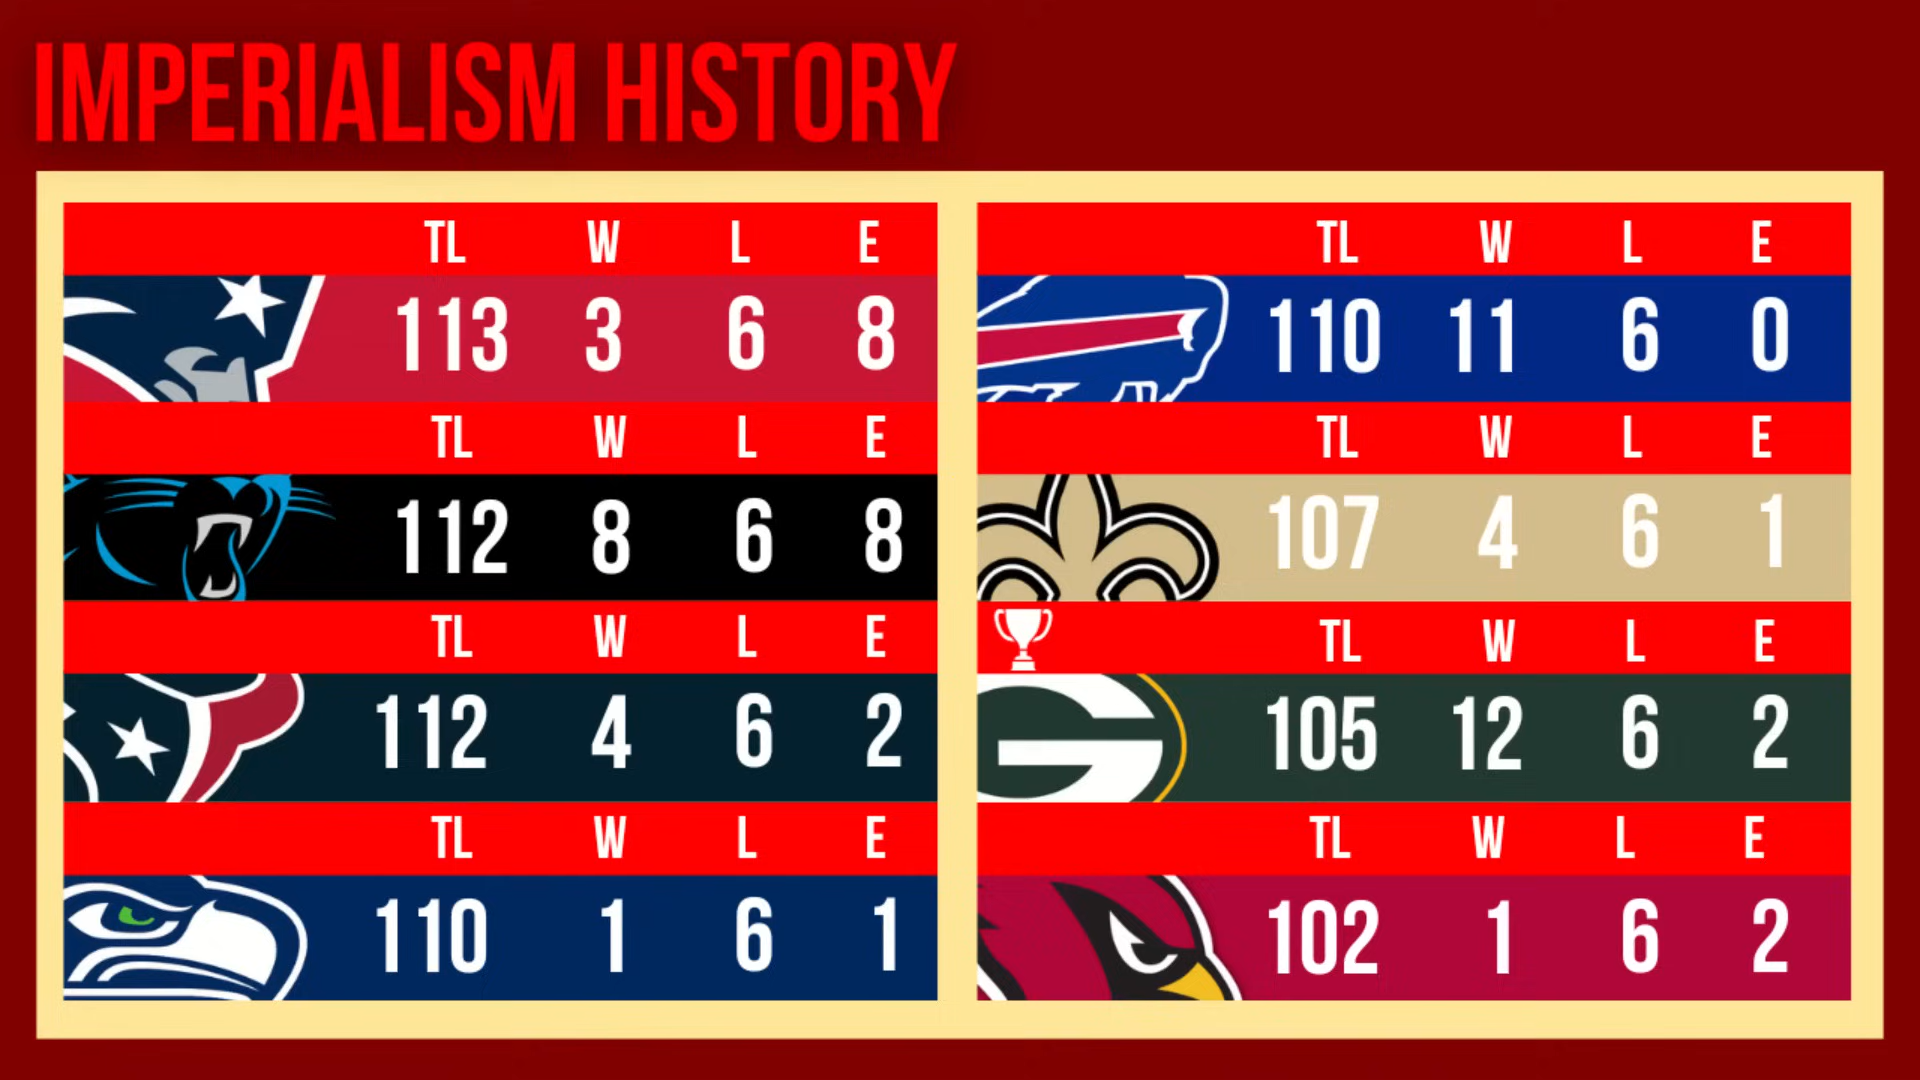 IMPERIALISM HISTORY
TL W L E
113 3 6 8
TL W L E
112 8 6 8
TL W L E
112 4 6 2
TL W L E
110 1 6 1
TL W L E
110 11 6 0
TL W L E
107 4 6 1
TL W L E
G 105 12 6 2
TL W L E
102 1 6 2